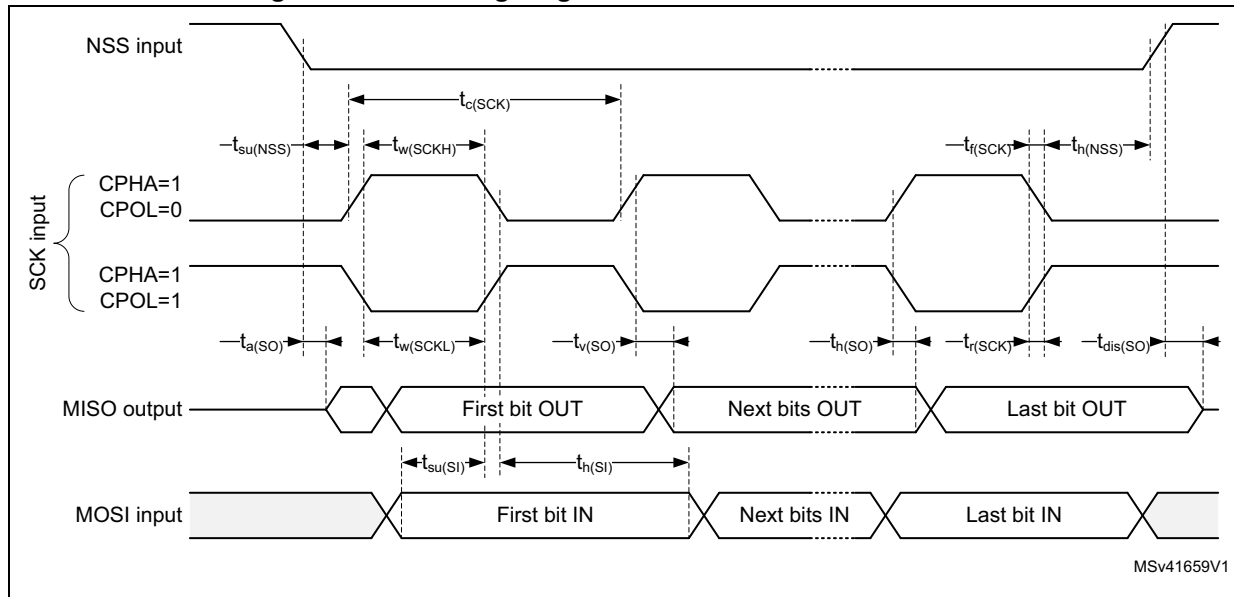 NSS input
tc(SCK)
tsu(NSS) tw(SCKH) tf(SCK) th(NSS)
SCK input
CPHA=1
CPOL=0
CPHA=1
CPOL=1
ta(SO) tw(SCKL) tv(SO) th(SO) tr(SCK) tdis(SO)
MISO output First bit OUT Next bits OUT Last bit OUT
tsu(SI) th(SI)
MOSI input First bit IN Next bits IN Last bit IN
MSv41659V1